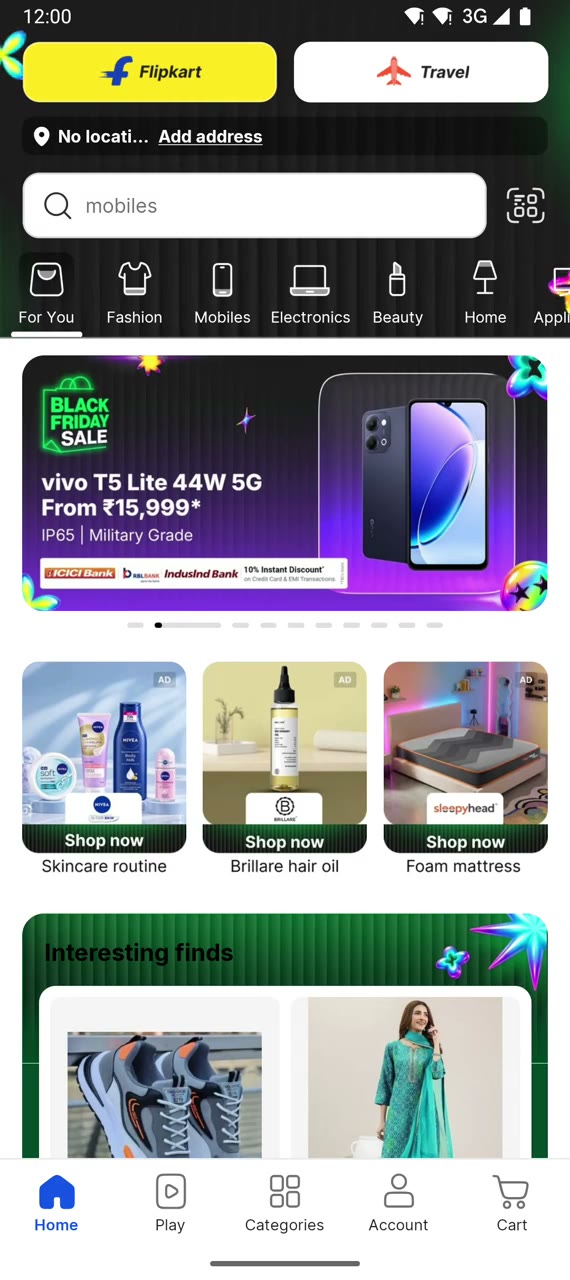 12:00
3G
Flipkart
Travel
No locati... Add address
mobiles
For You
Fashion
Mobiles
Electronics
Beauty
Home
Appli
BLACK
FRIDAY
SALE
vivo T5 Lite 44W 5G
From ₹15,999*
IP65 | Military Grade
ICICI Bank
RBLBANK
IndusInd Bank
10% Instant Discount*
on Credit Card & EMI Transactions.
AD
AD
AD
NIVEA
soft
NIVEA
Body
Milk
NIVEA
BRILLARE
sleepyhead
Shop now
Shop now
Shop now
Skincare routine
Brillare hair oil
Foam mattress
Interesting finds
Home
Play
Categories
Account
Cart